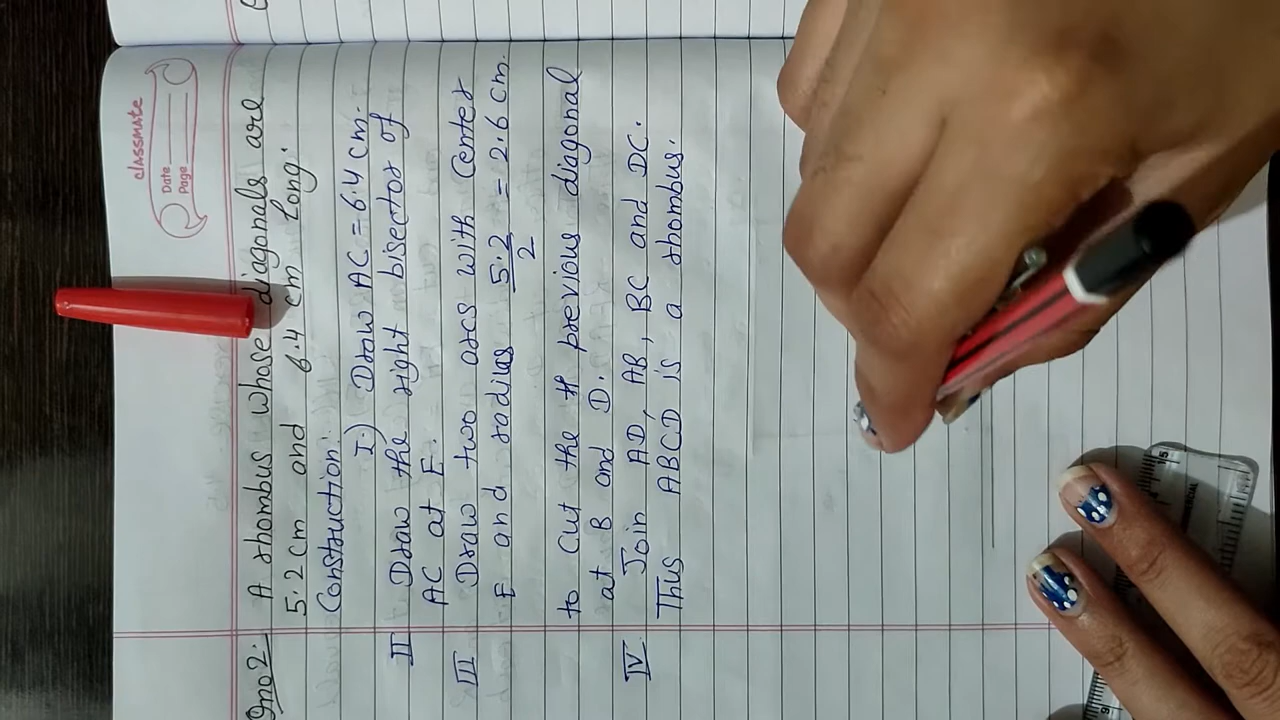 classmate
Date
Page
Qno2. A rhombus whose diagonals are
5.2 cm and 6.4 cm long.
Construction:
I) Draw AC = 6.4 cm.
II Draw the right bisector of
AC at E.
III Draw two arcs with Center
E and radius 5.2/2 = 2.6 cm.
to cut the previous diagonal
at B and D.
IV Join AD, AB, BC and DC.
Thus ABCD is a rhombus.